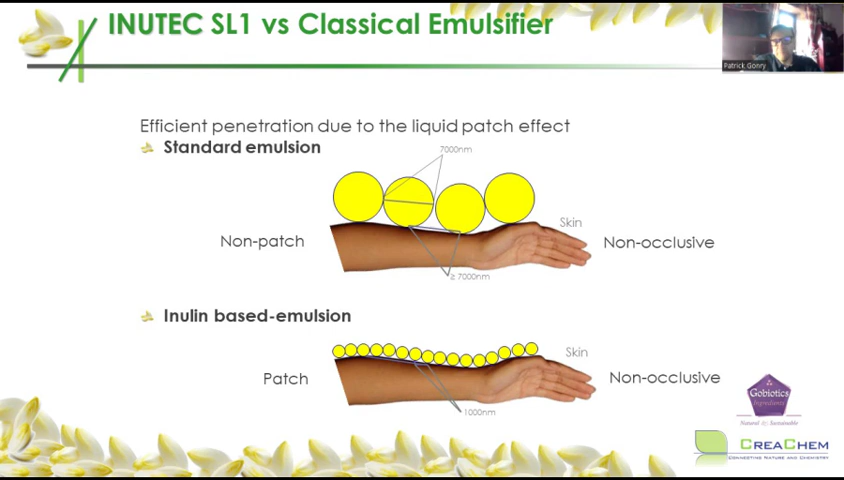 INUTEC SL1 vs Classical Emulsifier
Patrick Gonry
Efficient penetration due to the liquid patch effect
Standard emulsion
7000nm
Skin
Non-patch
Non-occlusive
≥ 7000nm
Inulin based-emulsion
Skin
Patch
Non-occlusive
1000nm
Gobiotics
Ingredients
Natural & Sustainable
CREACHEM
CONNECTING NATURE AND CHEMISTRY